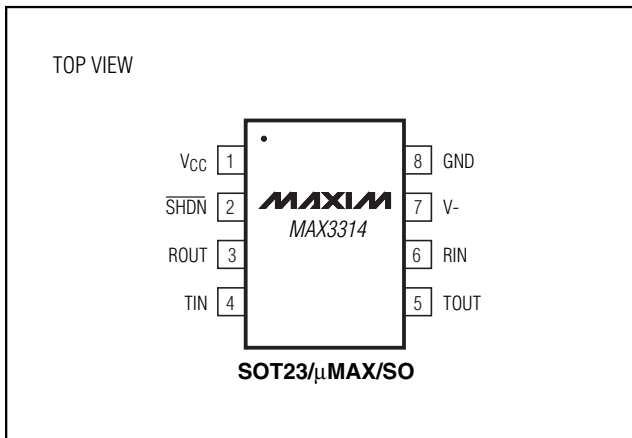 TOP VIEW
VCC 1 8 GND
SHDN 2 MAXIM 7 V-
MAX3314
ROUT 3 6 RIN
TIN 4 5 TOUT
SOT23/μMAX/SO